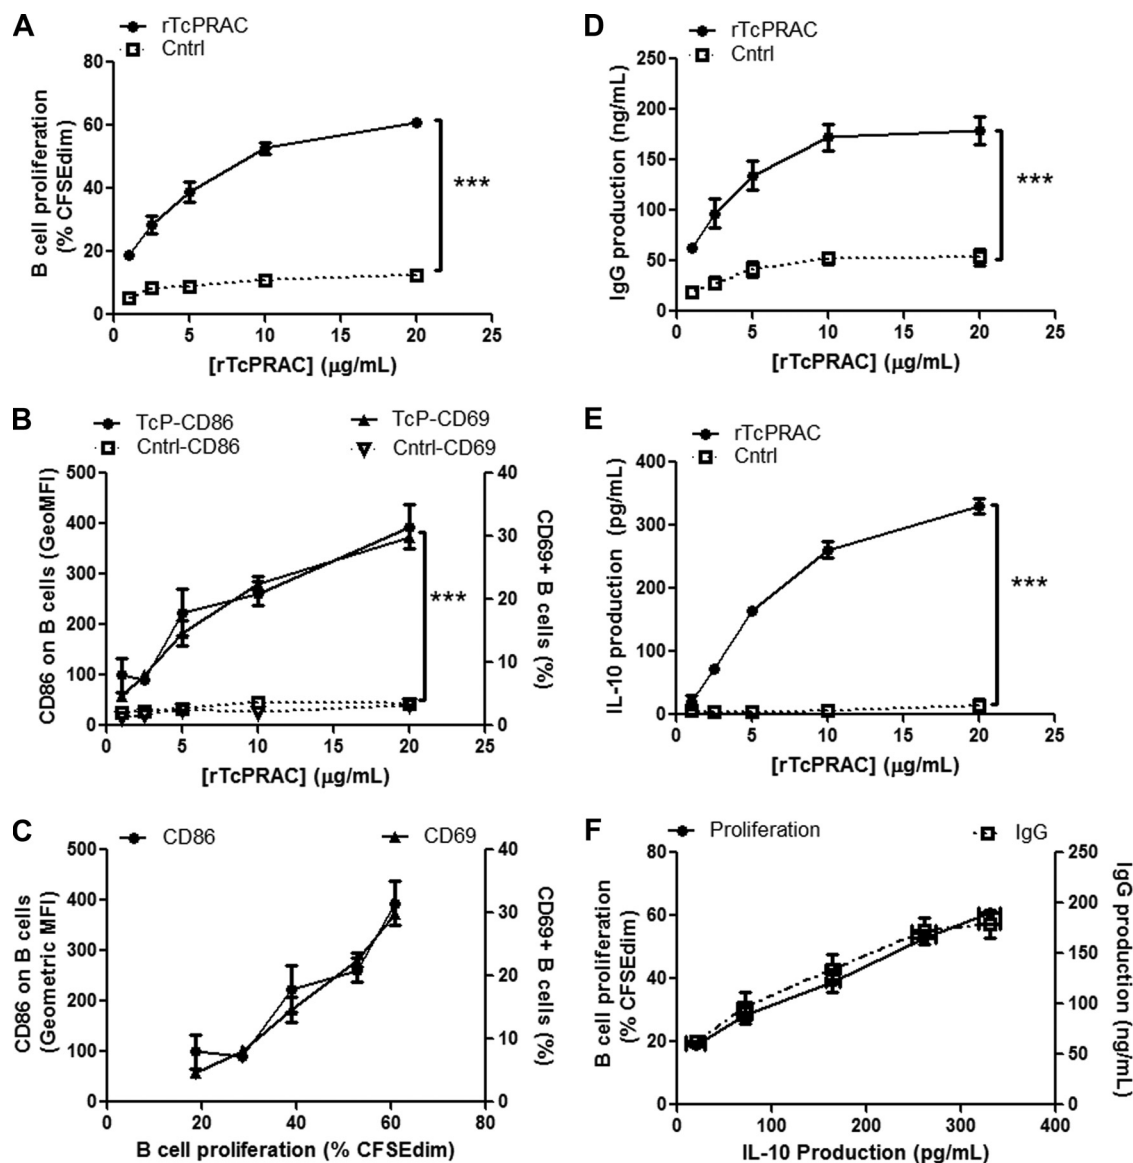 A
rTcPRAC
Cntrl
B cell proliferation
(% CFSEdim)
80
60
40
20
0
***
0 5 10 15 20 25
[rTcPRAC] (μg/mL)
D
rTcPRAC
Cntrl
IgG production (ng/mL)
250
200
150
100
50
0
***
0 5 10 15 20 25
[rTcPRAC] (μg/mL)
B
TcP-CD86
TcP-CD69
Cntrl-CD86
Cntrl-CD69
CD86 on B cells (GeoMFI)
500
400
300
200
100
0
***
40
30
20
10
0
CD69+ B cells (%)
0 5 10 15 20 25
[rTcPRAC] (μg/mL)
E
rTcPRAC
Cntrl
IL-10 production (pg/mL)
400
300
200
100
0
***
0 5 10 15 20 25
[rTcPRAC] (μg/mL)
C
CD86
CD69
CD86 on B cells
(Geometric MFI)
500
400
300
200
100
0
40
30
20
10
0
CD69+ B cells (%)
0 20 40 60 80
B cell proliferation (% CFSEdim)
F
Proliferation
IgG
B cell proliferation
(% CFSEdim)
80
60
40
20
0
250
200
150
100
50
0
IgG production (ng/mL)
0 100 200 300 400
IL-10 Production (pg/mL)